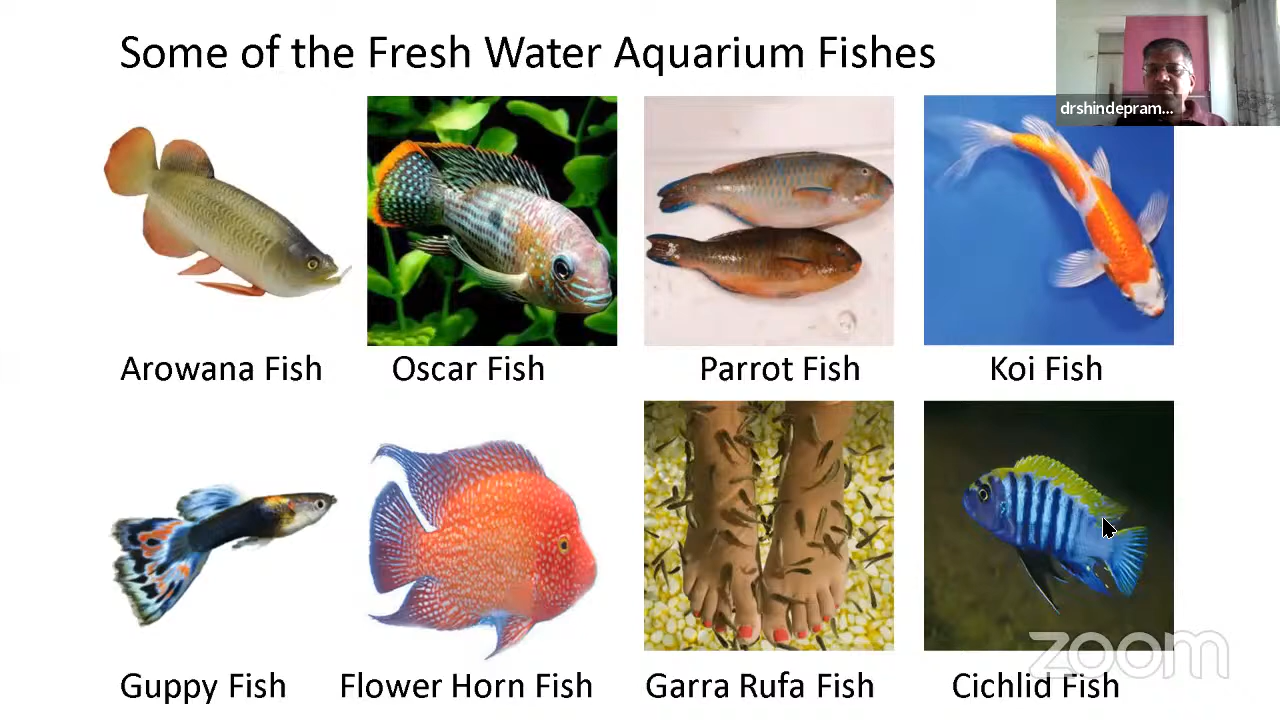 Some of the Fresh Water Aquarium Fishes
drshindepram...
Arowana Fish
Oscar Fish
Parrot Fish
Koi Fish
Guppy Fish
Flower Horn Fish
Garra Rufa Fish
Cichlid Fish
zoom